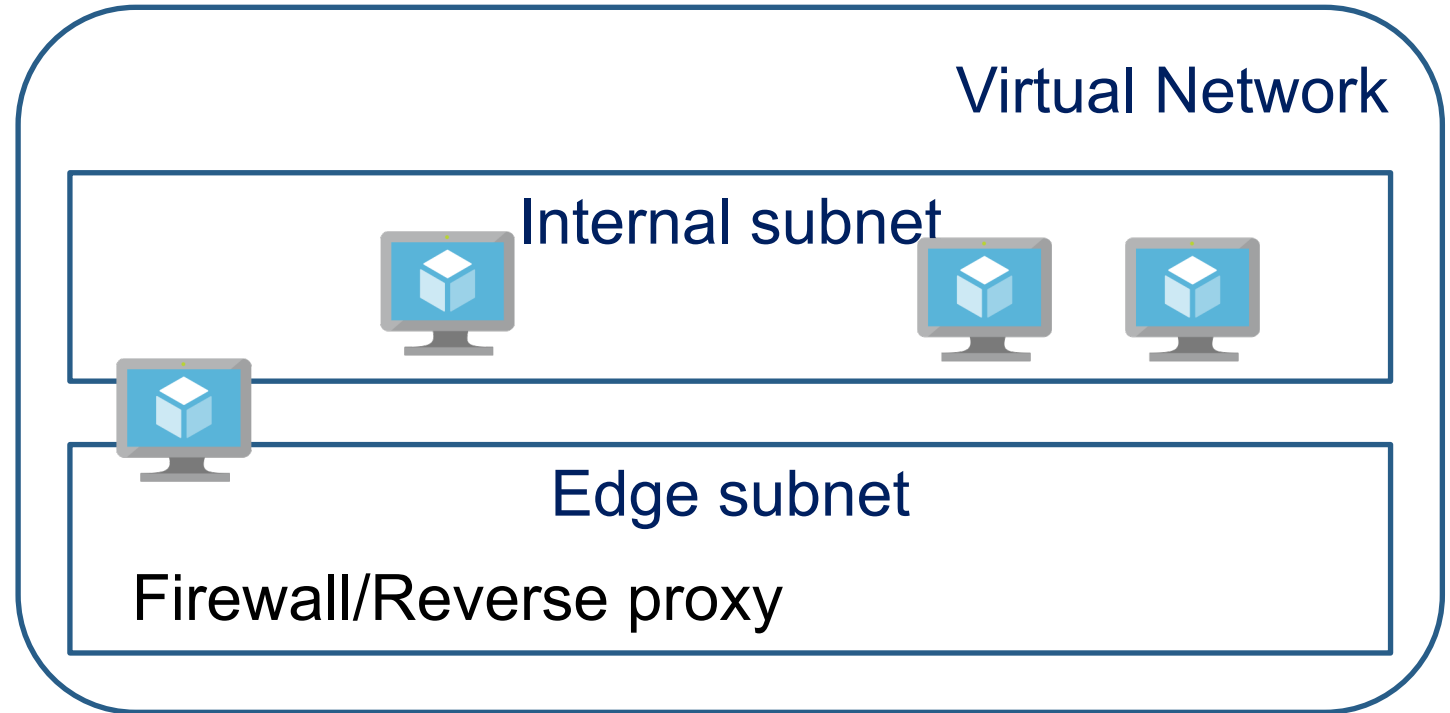 Virtual Network
Internal subnet
Edge subnet
Firewall/Reverse proxy